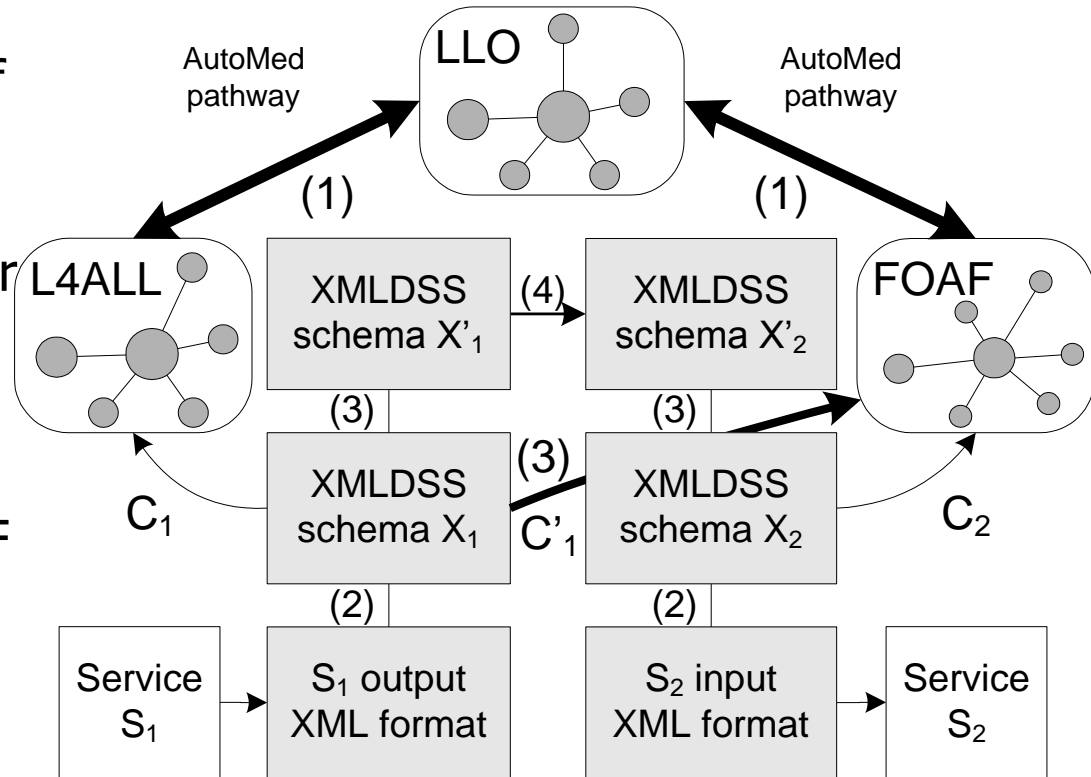 f
AutoMed
pathway
LLO
AutoMed
pathway
(1)
(1)
r
L4ALL
XMLDSS
schema X’₁
(4)
XMLDSS
schema X’₂
FOAF
(3)
(3)
XMLDSS
schema X₁
(3)
XMLDSS
schema X₂
C₁
C’₁
C₂
F
(2)
(2)
Service
S₁
S₁ output
XML format
S₂ input
XML format
Service
S₂